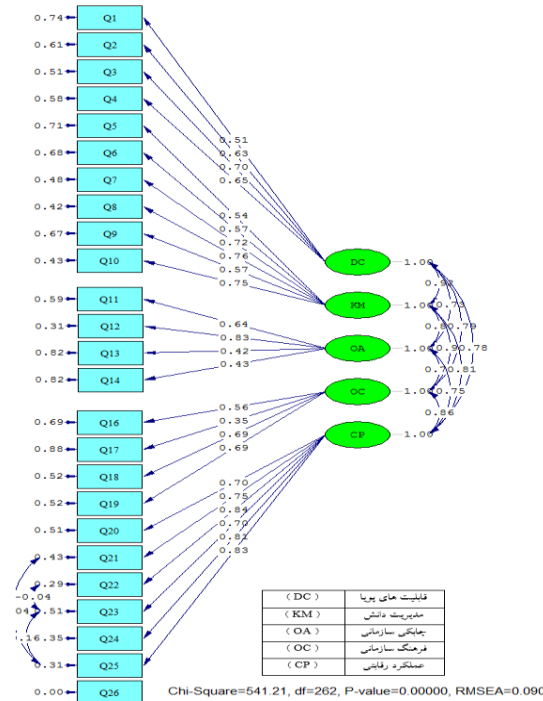 0.74 Q1
0.61 Q2
0.51 Q3
0.58 Q4
0.71 Q5
0.68 Q6
0.48 Q7
0.42 Q8
0.67 Q9
0.43 Q10
0.59 Q11
0.31 Q12
0.82 Q13
0.82 Q14
0.69 Q16
0.88 Q17
0.52 Q18
0.52 Q19
0.51 Q20
0.43 Q21
0.29 Q22
0.51 Q23
0.35 Q24
0.31 Q25
0.00 Q26
-0.04
0.51
0.63
0.70
0.65
0.54
0.57
0.72
0.76
0.57
0.75
0.64
0.83
0.42
0.43
0.56
0.35
0.69
0.69
0.70
0.75
0.84
0.70
0.81
0.83
DC 1.00
KM 1.00
OA 1.00
OC 1.00
CP 1.00
0.73
0.79
0.78
0.81
0.75
0.86
قابلیت های پویا (DC)
مدیریت دانش (KM)
چابکی سازمانی (OA)
فرهنگ سازمانی (OC)
عملکرد رقابتی (CP)
Chi-Square=541.21, df=262, P-value=0.00000, RMSEA=0.090